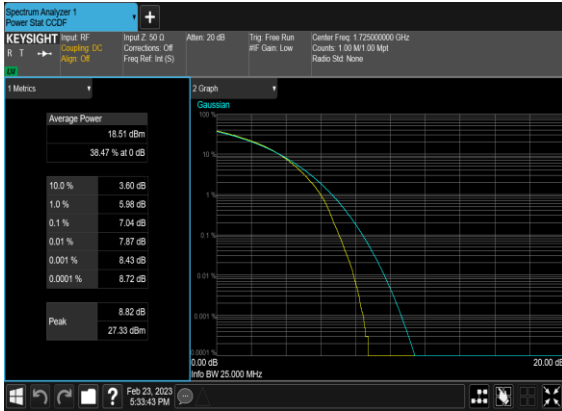 Spectrum Analyzer 1
Power Stat CCDF
+
KEYSIGHT
R T
LXI
Input: RF
Coupling: DC
Align: Off
Input Z: 50 Ω
Corrections: Off
Freq Ref: Int (S)
Atten: 20 dB
Trig: Free Run
#IF Gain: Low
Center Freq: 1.725000000 GHz
Counts: 1.00 M/1.00 Mpt
Radio Std: None
1 Metrics
Average Power
18.51 dBm
38.47 % at 0 dB
10.0 % 3.60 dB
1.0 % 5.98 dB
0.1 % 7.04 dB
0.01 % 7.87 dB
0.001 % 8.43 dB
0.0001 % 8.72 dB
Peak
8.82 dB
27.33 dBm
2 Graph
Gaussian
100 %
10 %
1 %
0.1 %
0.01 %
0.001 %
0.0001 %
0.00 dB
20.00 dB
Info BW 25.000 MHz
?
Feb 23, 2023
5:33:43 PM